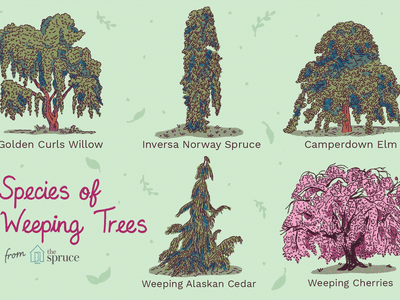 Golden Curls Willow
Inversa Norway Spruce
Camperdown Elm
Species of
Weeping Trees
from the spruce
Weeping Alaskan Cedar
Weeping Cherries